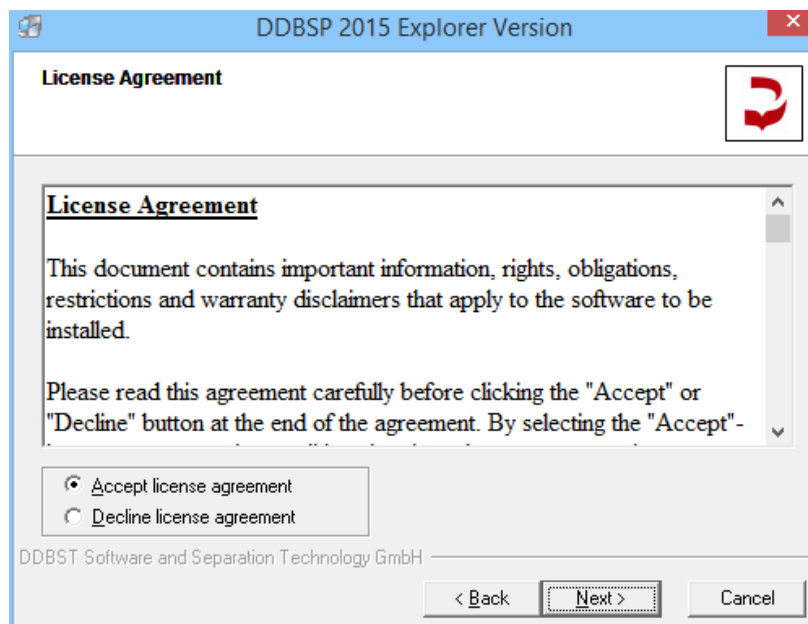 DDBSP 2015 Explorer Version
License Agreement
License Agreement
This document contains important information, rights, obligations,
restrictions and warranty disclaimers that apply to the software to be
installed.
Please read this agreement carefully before clicking the "Accept" or
"Decline" button at the end of the agreement. By selecting the "Accept"-
Accept license agreement
Decline license agreement
DDBST Software and Separation Technology GmbH
< Back
Next >
Cancel